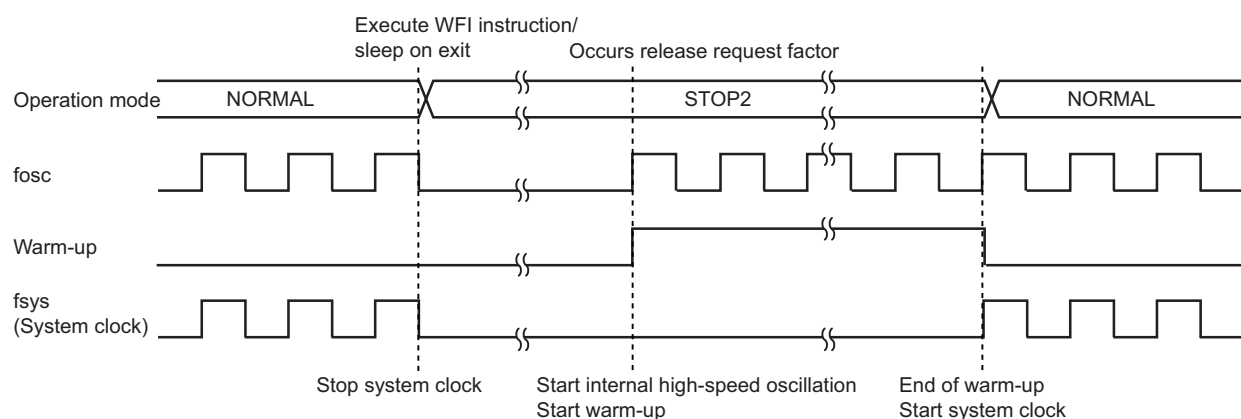 Execute WFI instruction/
sleep on exit
Occurs release request factor
Operation mode
NORMAL
STOP2
NORMAL
fosc
Warm-up
fsys
(System clock)
Stop system clock
Start internal high-speed oscillation
Start warm-up
End of warm-up
Start system clock